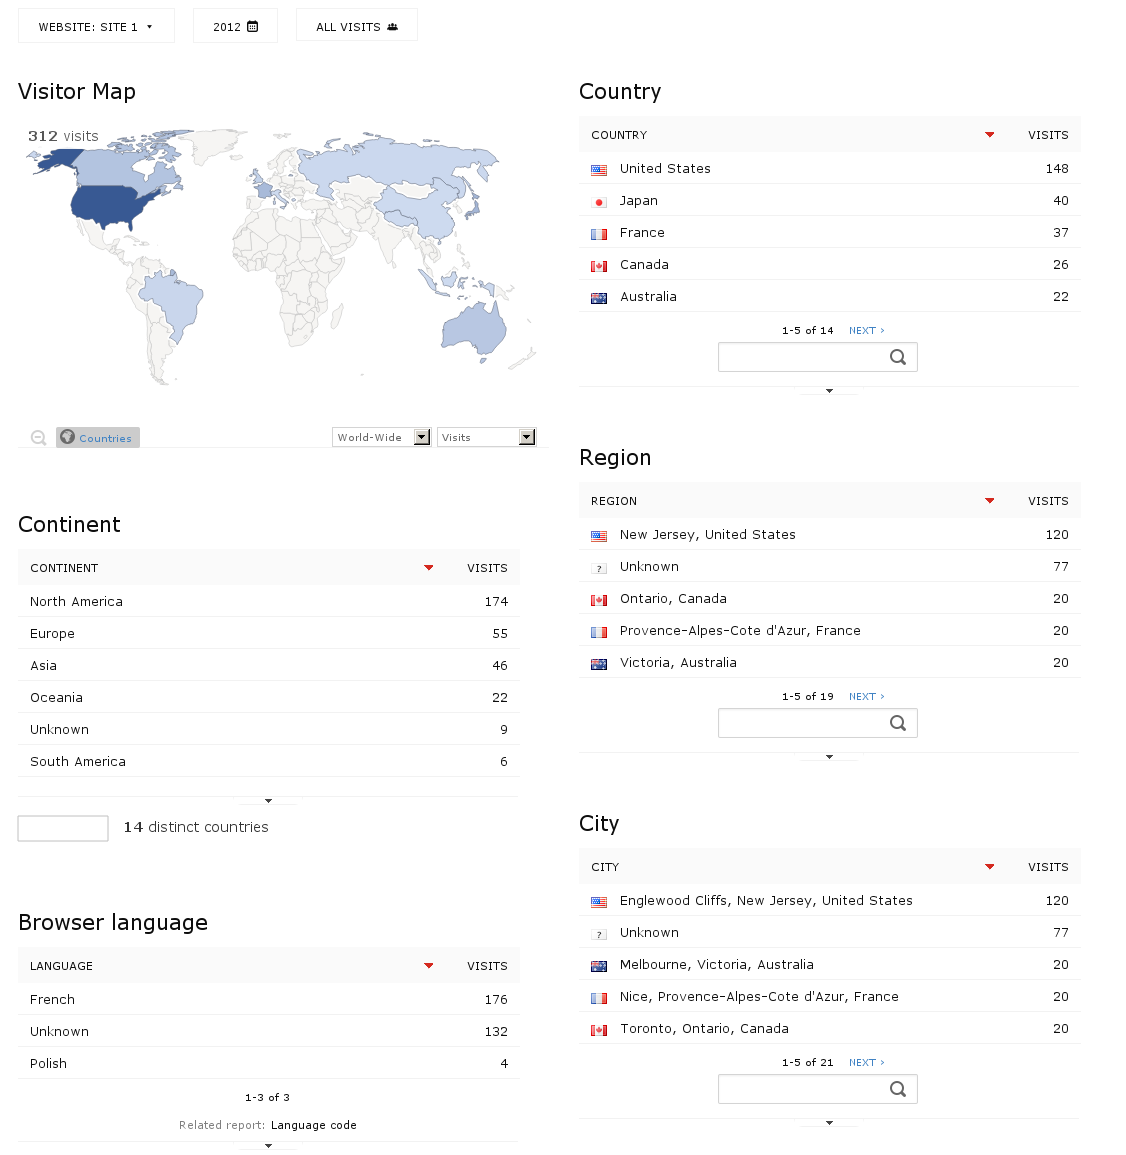 WEBSITE: SITE 1
2012
ALL VISITS
Visitor Map
312 visits
Countries
World-Wide
Visits
Continent
CONTINENT VISITS
North America 174
Europe 55
Asia 46
Oceania 22
Unknown 9
South America 6
14 distinct countries
Browser language
LANGUAGE VISITS
French 176
Unknown 132
Polish 4
1-3 of 3
Related report: Language code
Country
COUNTRY VISITS
United States 148
Japan 40
France 37
Canada 26
Australia 22
1-5 of 14 NEXT ›
Region
REGION VISITS
New Jersey, United States 120
? Unknown 77
Ontario, Canada 20
Provence-Alpes-Cote d'Azur, France 20
Victoria, Australia 20
1-5 of 19 NEXT ›
City
CITY VISITS
Englewood Cliffs, New Jersey, United States 120
? Unknown 77
Melbourne, Victoria, Australia 20
Nice, Provence-Alpes-Cote d'Azur, France 20
Toronto, Ontario, Canada 20
1-5 of 21 NEXT ›